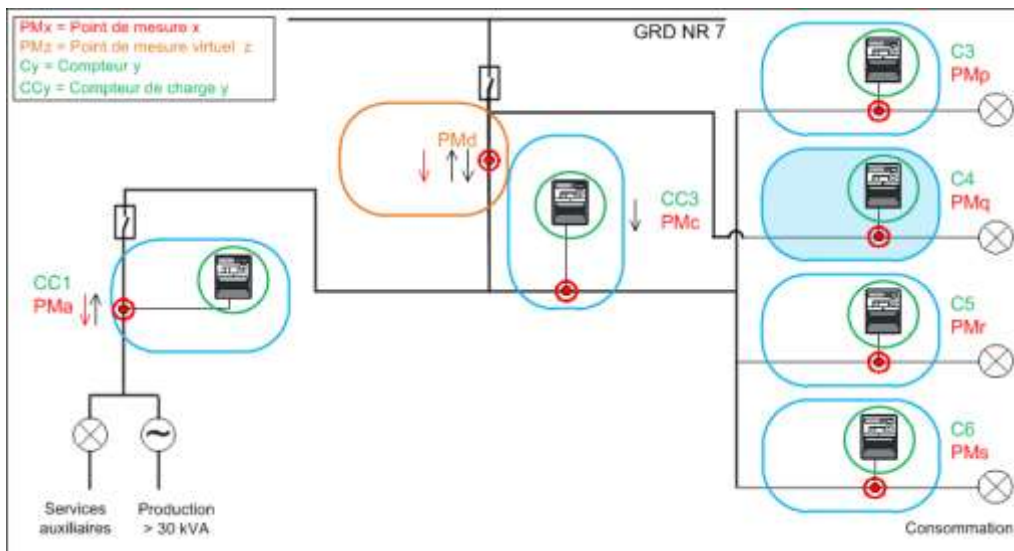 PMx = Point de mesure x
PMz = Point de mesure virtuel z
Cy = Compteur y
CCy = Compteur de charge y
GRD NR 7
C3
PMp
PMd
C4
PMq
CC3
PMc
CC1
PMa
C5
PMr
C6
PMs
Services
auxiliaires
Production
> 30 kVA
Consommation